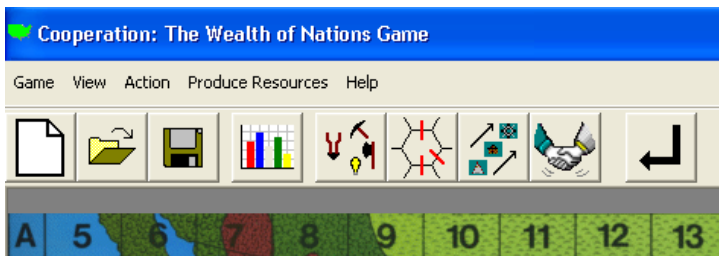 Cooperation: The Wealth of Nations Game
Game View Action Produce Resources Help
A 5 6 7 8 9 10 11 12 13